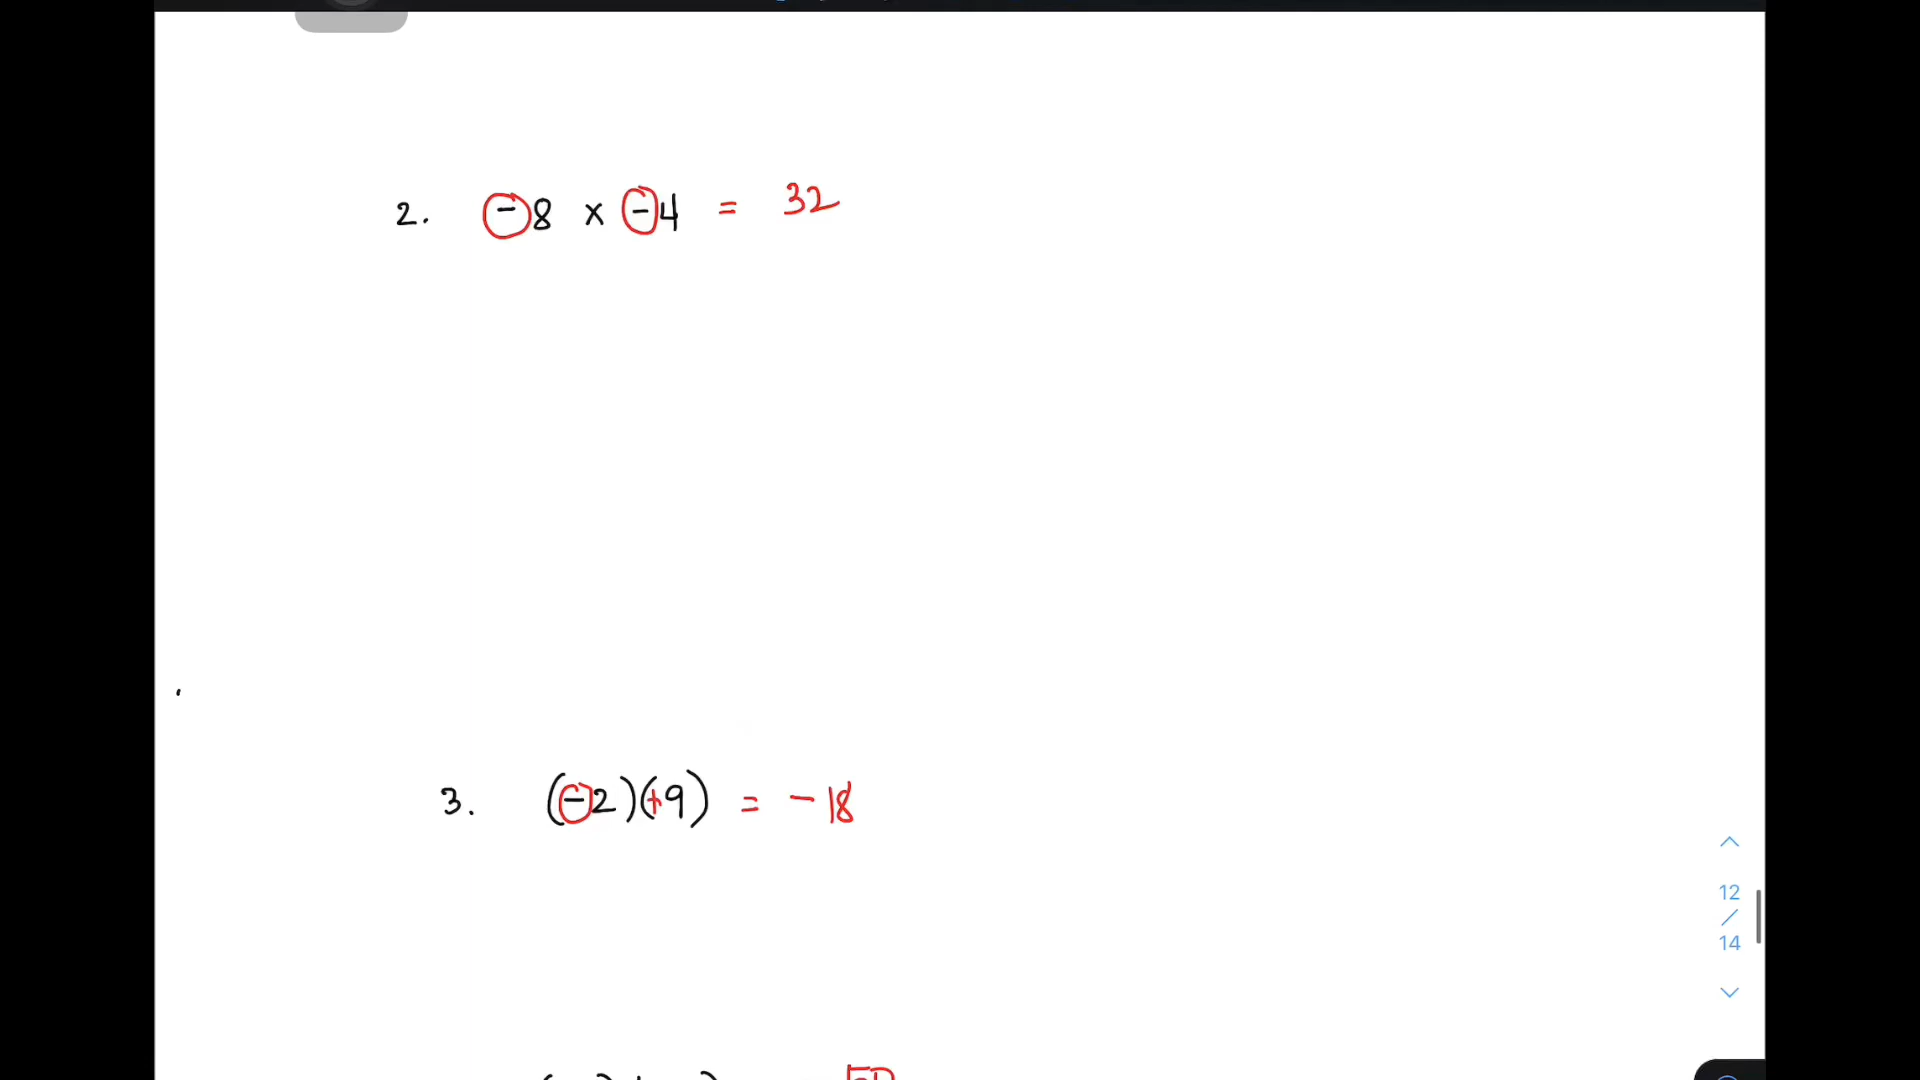 2. -8 x -4 = 32
3. (-2)(+9) = -18
12
/
14